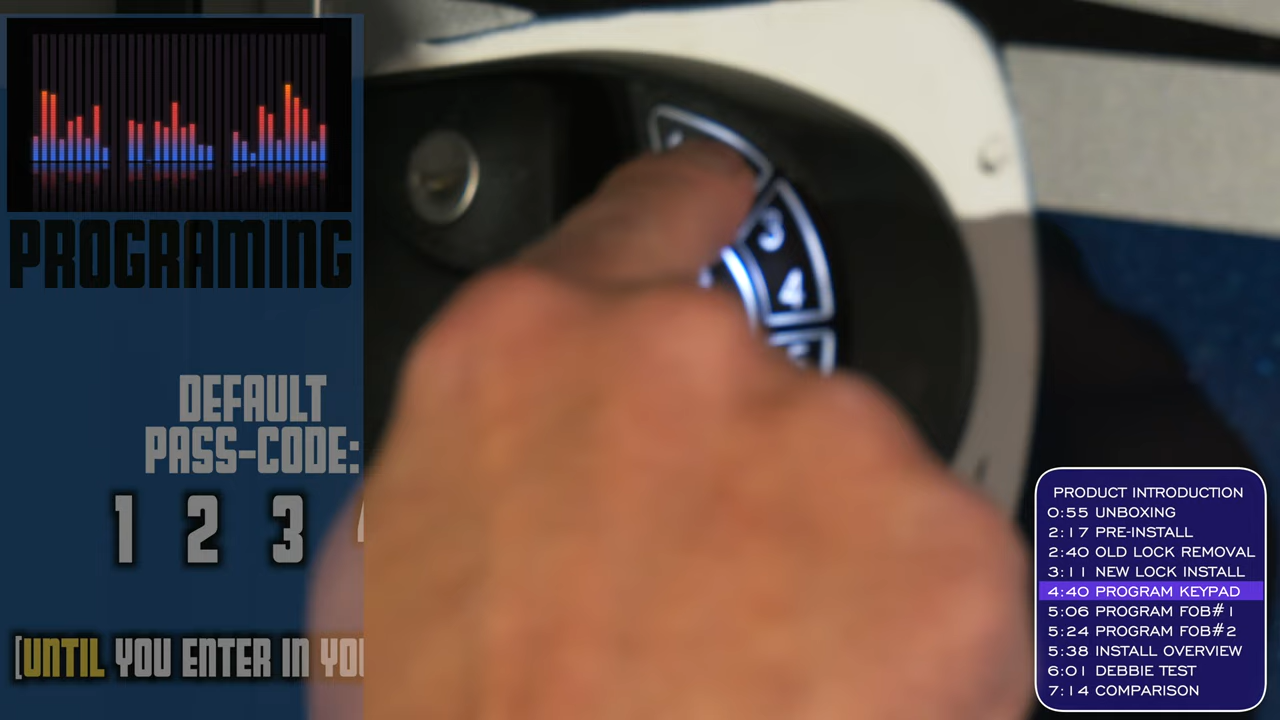 PROGRAMING
DEFAULT
PASS-CODE:
1 2 3
[UNTIL YOU ENTER IN
3
4
PRODUCT INTRODUCTION
0:55 UNBOXING
2:17 PRE-INSTALL
2:40 OLD LOCK REMOVAL
3:11 NEW LOCK INSTALL
4:40 PROGRAM KEYPAD
5:06 PROGRAM FOB#1
5:24 PROGRAM FOB#2
5:38 INSTALL OVERVIEW
6:01 DEBBIE TEST
7:14 COMPARISON